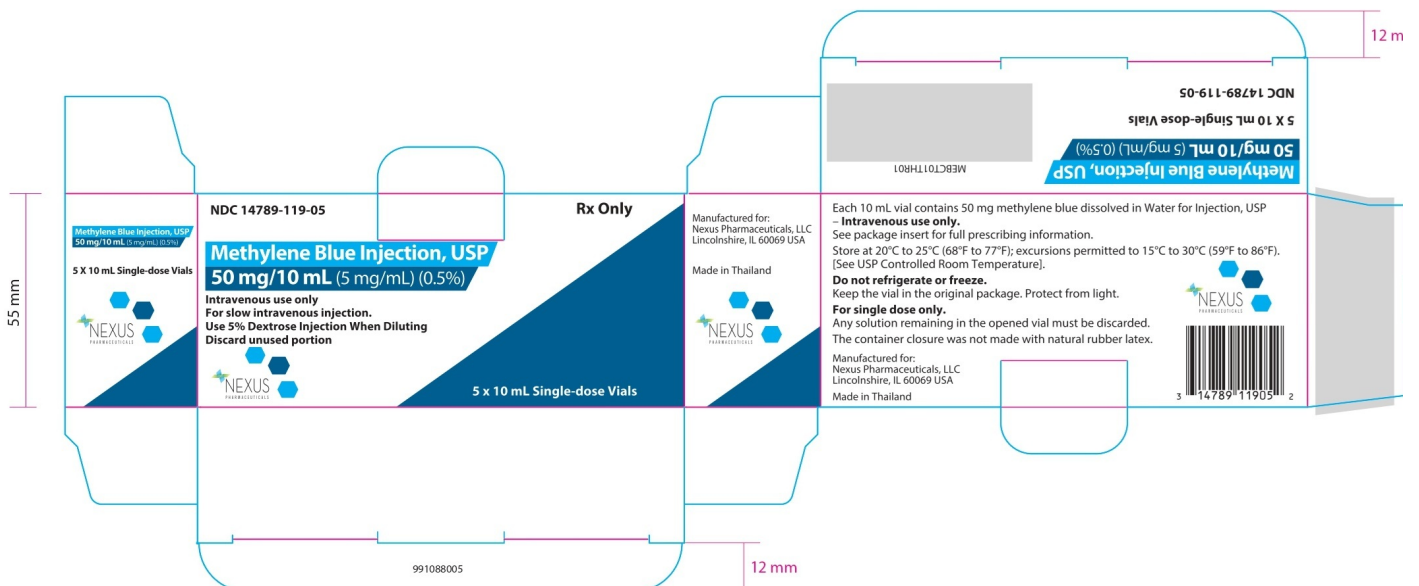 12 m
NDC 14789-119-05
5 X 10 mL Single-dose Vials
50 mg/10 mL (5 mg/mL) (0.5%)
Methylene Blue Injection, USP
MEBCT01THR01
55 mm
Methylene Blue Injection, USP
50 mg/10 mL (5 mg/mL) (0.5%)
5 X 10 mL Single-dose Vials
NEXUS
PHARMACEUTICALS
NDC 14789-119-05
Rx Only
Methylene Blue Injection, USP
50 mg/10 mL (5 mg/mL) (0.5%)
Intravenous use only
For slow intravenous injection.
Use 5% Dextrose Injection When Diluting
Discard unused portion
NEXUS
PHARMACEUTICALS
5 x 10 mL Single-dose Vials
Manufactured for:
Nexus Pharmaceuticals, LLC
Lincolnshire, IL 60069 USA
Made in Thailand
NEXUS
PHARMACEUTICALS
Each 10 mL vial contains 50 mg methylene blue dissolved in Water for Injection, USP
– Intravenous use only.
See package insert for full prescribing information.
Store at 20°C to 25°C (68°F to 77°F); excursions permitted to 15°C to 30°C (59°F to 86°F).
[See USP Controlled Room Temperature].
Do not refrigerate or freeze.
Keep the vial in the original package. Protect from light.
For single dose only.
Any solution remaining in the opened vial must be discarded.
The container closure was not made with natural rubber latex.
Manufactured for:
Nexus Pharmaceuticals, LLC
Lincolnshire, IL 60069 USA
Made in Thailand
NEXUS
PHARMACEUTICALS
3 14789 11905 2
991088005
12 mm